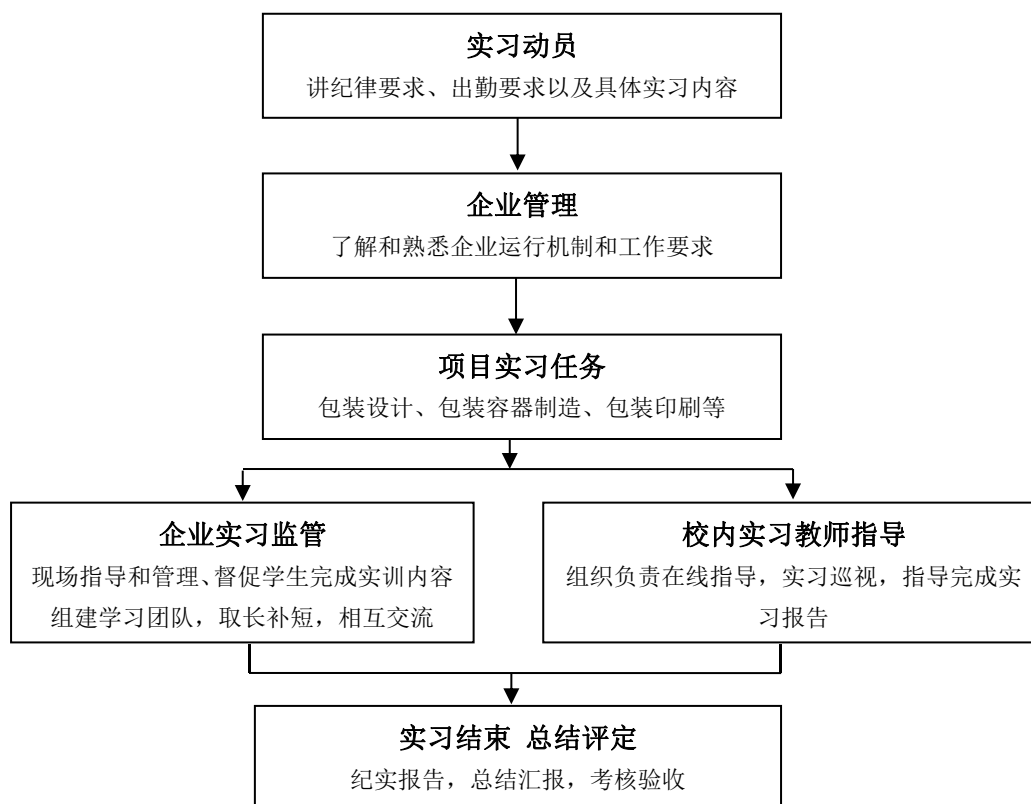 实习动员
讲纪律要求、出勤要求以及具体实习内容
企业管理
了解和熟悉企业运行机制和工作要求
项目实习任务
包装设计、包装容器制造、包装印刷等
企业实习监管
现场指导和管理、督促学生完成实训内容
组建学习团队，取长补短，相互交流
校内实习教师指导
组织负责在线指导，实习巡视，指导完成实
习报告
实习结束 总结评定
纪实报告，总结汇报，考核验收